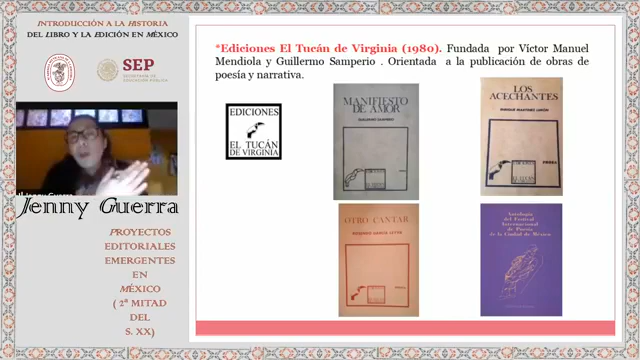 INTRODUCCIÓN A LA HISTORIA
DEL LIBRO Y LA EDICIÓN EN MÉXICO
SEP
SECRETARÍA DE
EDUCACIÓN PÚBLICA
Jenny Guerra
PROYECTOS
EDITORIALES
EMERGENTES
EN
MÉXICO
( 2ª MITAD
DEL
S. XX)
*Ediciones El Tucán de Virginia (1980). Fundada por Víctor Manuel
Mendiola y Guillermo Samperio . Orientada a la publicación de obras de
poesía y narrativa.
EDICIONES
EL TUCÁN
DE VIRGINIA
MANIFIESTO
DE AMOR
GUILLERMO SAMPERIO
LOS
ACECHANTES
OTRO CANTAR
Antología
del Festival
Internacional
de Poesía
de la Ciudad de México